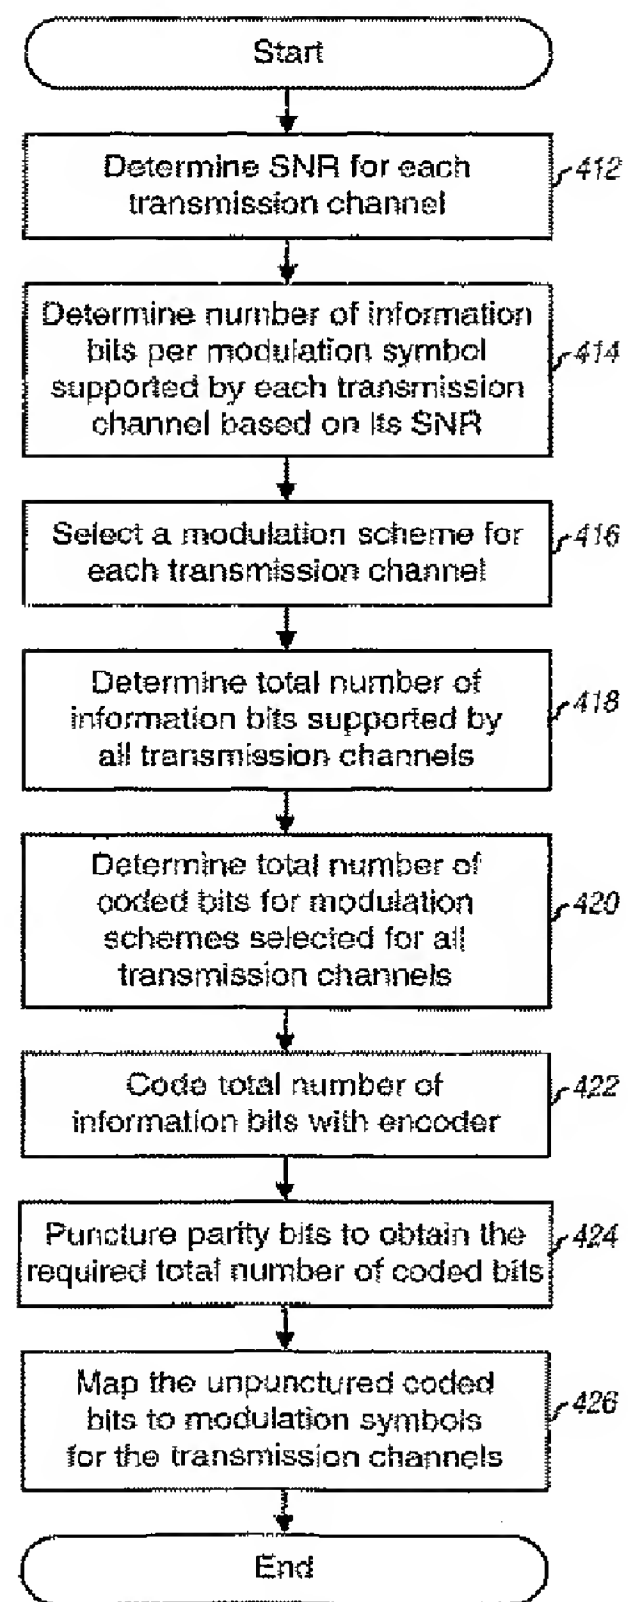 Start
Determine SNR for each
transmission channel
412
Determine number of information
bits per modulation symbol
supported by each transmission
channel based on its SNR
414
Select a modulation scheme for
each transmission channel
416
Determine total number of
information bits supported by
all transmission channels
418
Determine total number of
coded bits for modulation
schemes selected for all
transmission channels
420
Code total number of
information bits with encoder
422
Puncture parity bits to obtain the
required total number of coded bits
424
Map the unpunctured coded
bits to modulation symbols
for the transmission channels
426
End